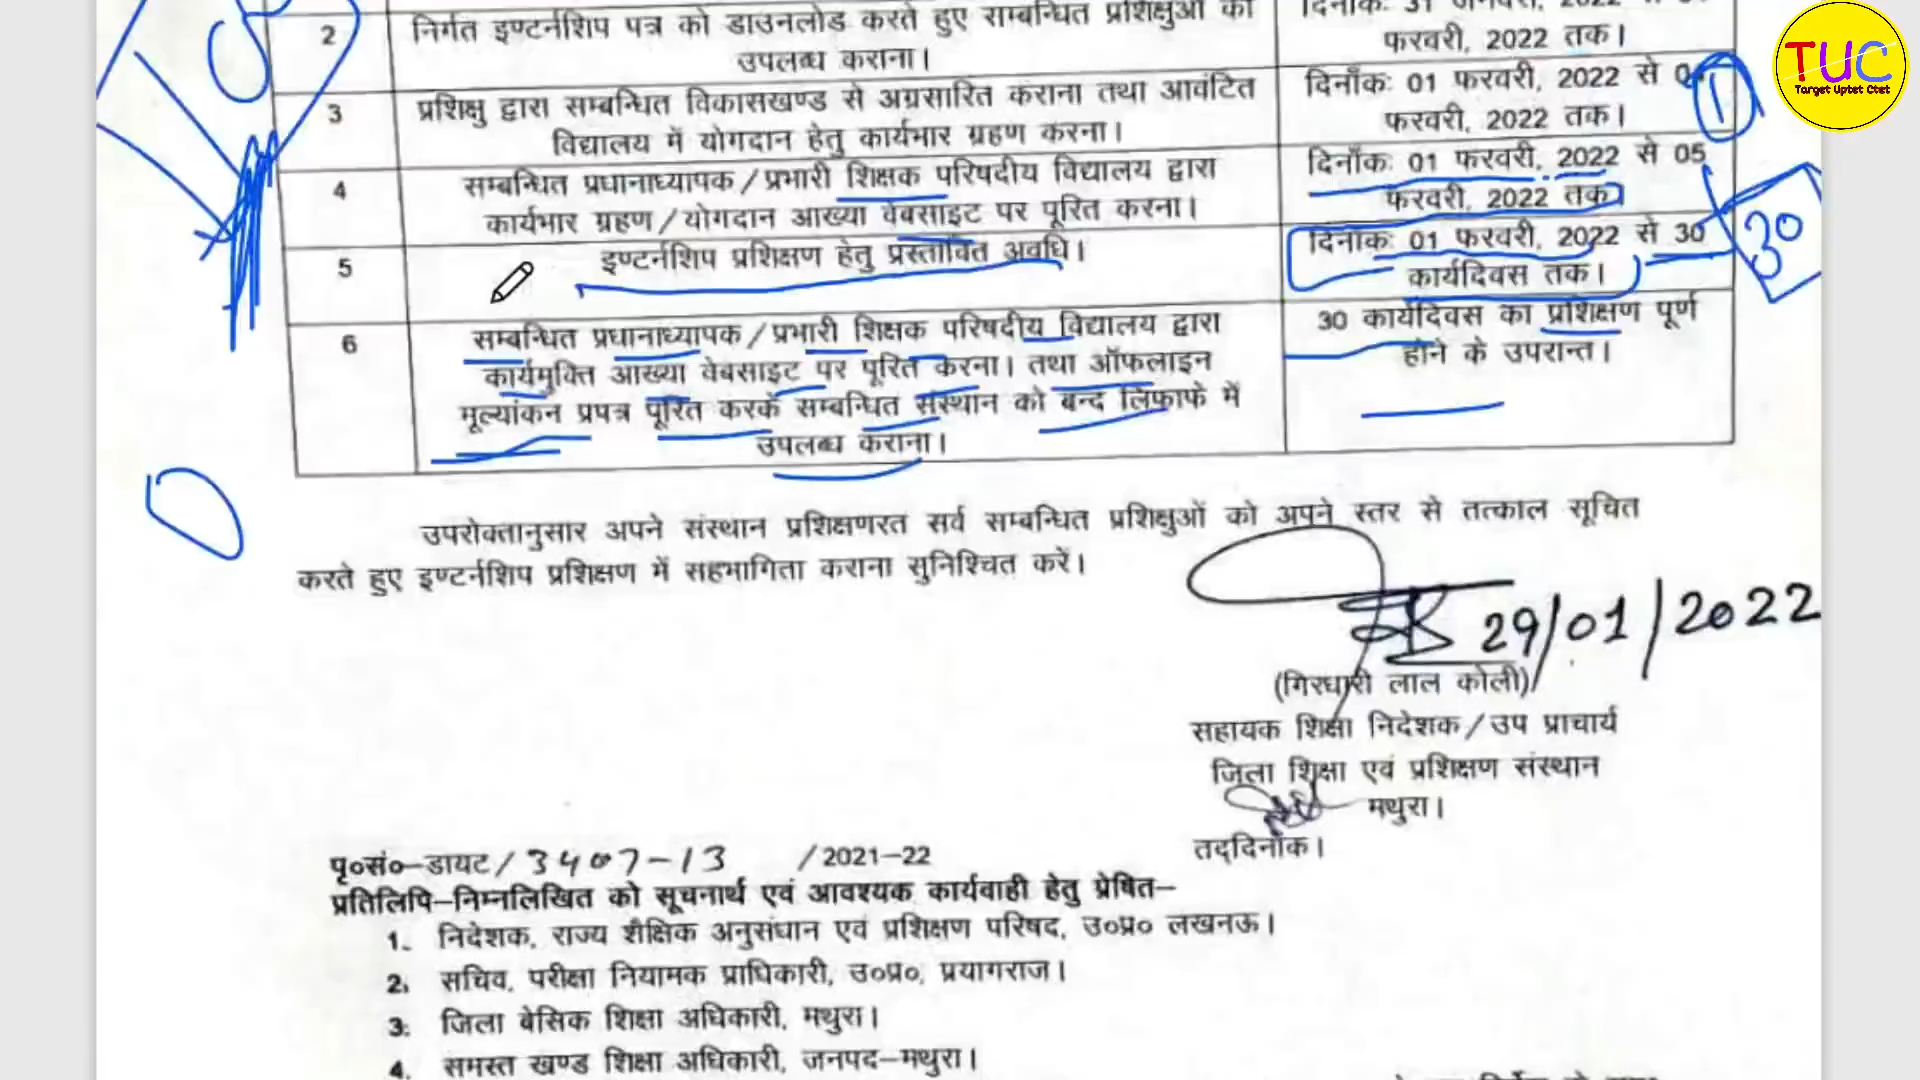 2
निर्गत इण्टर्नशिप पत्र को डाउनलोड करते हुए सम्बन्धित प्रशिक्षुओं को
उपलब्ध कराना।
फरवरी, 2022 तक।
3
प्रशिक्षु द्वारा सम्बन्धित विकासखण्ड से अग्रसारित कराना तथा आवंटित
विद्यालय में योगदान हेतु कार्यभार ग्रहण करना।
दिनाँकः 01 फरवरी, 2022 से
फरवरी, 2022 तक।
1
4
सम्बन्धित प्रधानाध्यापक/प्रभारी शिक्षक परिषदीय विद्यालय द्वारा
कार्यभार ग्रहण/योगदान आख्या वेबसाइट पर पूरित करना।
दिनाँकः 01 फरवरी, 2022 से 05
फरवरी, 2022 तक
5
इण्टर्नशिप प्रशिक्षण हेतु प्रस्तावित अवधि।
दिनाँकः 01 फरवरी, 2022 से 30
कार्यदिवस तक।
30
6
सम्बन्धित प्रधानाध्यापक/प्रभारी शिक्षक परिषदीय विद्यालय द्वारा
कार्यमुक्ति आख्या वेबसाइट पर पूरित करना। तथा ऑफलाइन
मूल्यांकन प्रपत्र पूरित करके सम्बन्धित संस्थान को बन्द लिफाफे में
उपलब्ध कराना।
30 कार्यदिवस का प्रशिक्षण पूर्ण
होने के उपरान्त।
उपरोक्तानुसार अपने संस्थान प्रशिक्षणरत सर्व सम्बन्धित प्रशिक्षुओं को अपने स्तर से तत्काल सूचित
करते हुए इण्टर्नशिप प्रशिक्षण में सहभागिता कराना सुनिश्चित करें।
29/01/2022
(गिरधारी लाल कोली)
सहायक शिक्षा निदेशक/उप प्राचार्य
जिला शिक्षा एवं प्रशिक्षण संस्थान
मथुरा।
पृ०सं०-डायट/3407-13 /2021-22
तद्दिनाँक।
प्रतिलिपि-निम्नलिखित को सूचनार्थ एवं आवश्यक कार्यवाही हेतु प्रेषित-
1. निदेशक, राज्य शैक्षिक अनुसंधान एवं प्रशिक्षण परिषद, उ०प्र० लखनऊ।
2. सचिव, परीक्षा नियामक प्राधिकारी, उ०प्र०, प्रयागराज।
3. जिला बेसिक शिक्षा अधिकारी, मथुरा।
4. समस्त खण्ड शिक्षा अधिकारी, जनपद-मथुरा।
TUC
Target Uptet Ctet